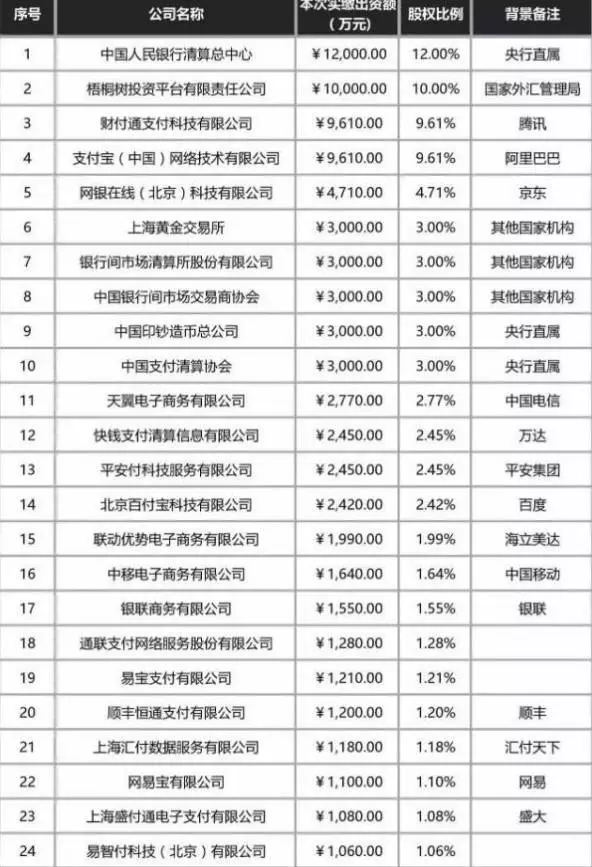 序号 公司名称 本次实缴出资额（万元） 股权比例 背景备注
1 中国人民银行清算总中心 ￥12,000.00 12.00% 央行直属
2 梧桐树投资平台有限责任公司 ￥10,000.00 10.00% 国家外汇管理局
3 财付通支付科技有限公司 ￥9,610.00 9.61% 腾讯
4 支付宝（中国）网络技术有限公司 ￥9,610.00 9.61% 阿里巴巴
5 网银在线（北京）科技有限公司 ￥4,710.00 4.71% 京东
6 上海黄金交易所 ￥3,000.00 3.00% 其他国家机构
7 银行间市场清算所股份有限公司 ￥3,000.00 3.00% 其他国家机构
8 中国银行间市场交易商协会 ￥3,000.00 3.00% 其他国家机构
9 中国印钞造币总公司 ￥3,000.00 3.00% 央行直属
10 中国支付清算协会 ￥3,000.00 3.00% 央行直属
11 天翼电子商务有限公司 ￥2,770.00 2.77% 中国电信
12 快钱支付清算信息有限公司 ￥2,450.00 2.45% 万达
13 平安付科技服务有限公司 ￥2,450.00 2.45% 平安集团
14 北京百付宝科技有限公司 ￥2,420.00 2.42% 百度
15 联动优势电子商务有限公司 ￥1,990.00 1.99% 海立美达
16 中移电子商务有限公司 ￥1,640.00 1.64% 中国移动
17 银联商务有限公司 ￥1,550.00 1.55% 银联
18 通联支付网络服务股份有限公司 ￥1,280.00 1.28%
19 易宝支付有限公司 ￥1,210.00 1.21%
20 顺丰恒通支付有限公司 ￥1,200.00 1.20% 顺丰
21 上海汇付数据服务有限公司 ￥1,180.00 1.18% 汇付天下
22 网易宝有限公司 ￥1,100.00 1.10% 网易
23 上海盛付通电子支付有限公司 ￥1,080.00 1.08% 盛大
24 易智付科技（北京）有限公司 ￥1,060.00 1.06%